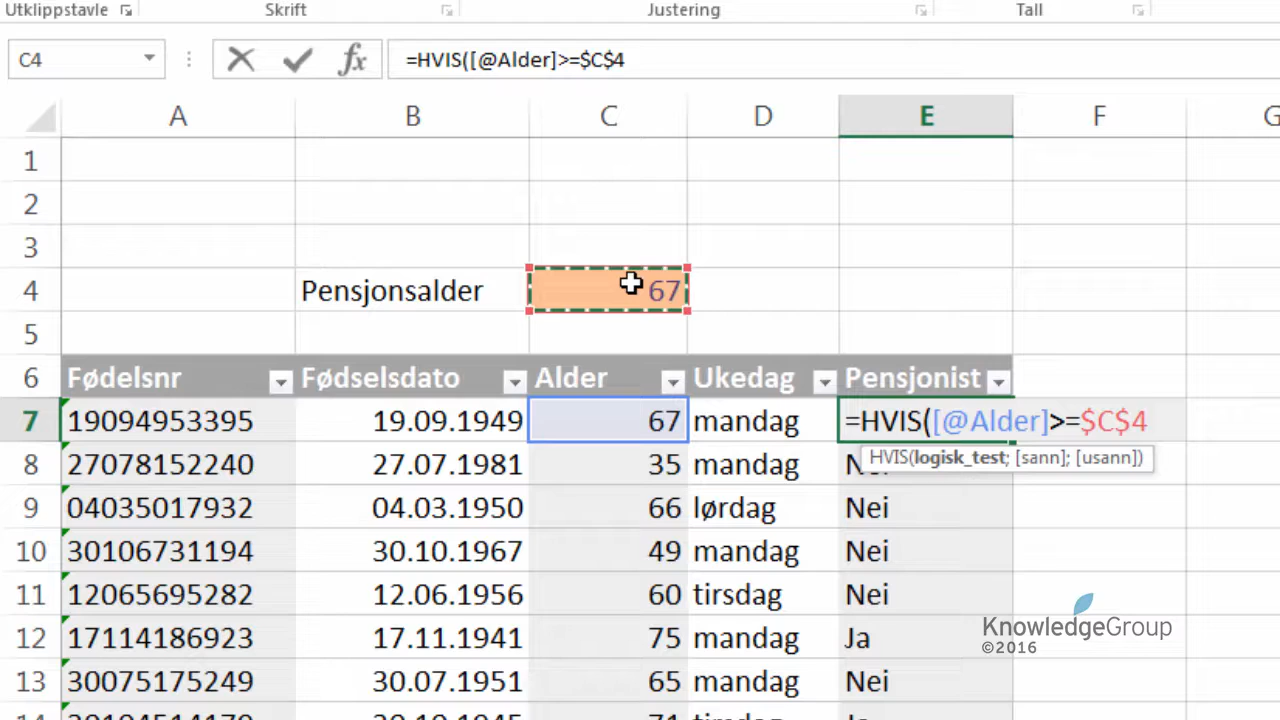 Utklippstavle Skrift Justering Tall
C4 fx =HVIS([@Alder]>=$C$4
A B C D E F G
1
2
3
4 Pensjonsalder 67
5
6 Fødelsnr Fødselsdato Alder Ukedag Pensjonist
7 19094953395 19.09.1949 67 mandag =HVIS([@Alder]>=$C$4
HVIS(logisk_test; [sann]; [usann])
8 27078152240 27.07.1981 35 mandag
9 04035017932 04.03.1950 66 lørdag Nei
10 30106731194 30.10.1967 49 mandag Nei
11 12065695282 12.06.1956 60 tirsdag Nei
12 17114186923 17.11.1941 75 mandag Ja
13 30075175249 30.07.1951 65 mandag Nei
KnowledgeGroup
©2016